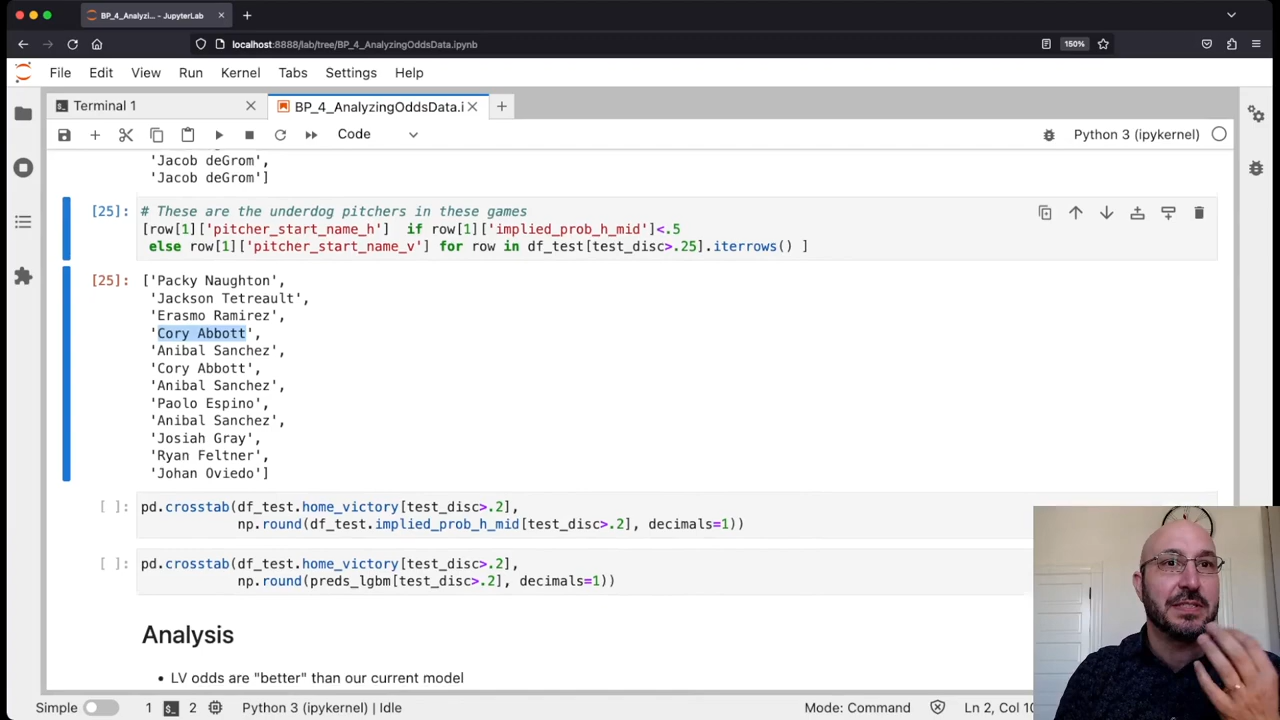 BP_4_Analyzi... - JupyterLab
localhost:8888/lab/tree/BP_4_AnalyzingOddsData.ipynb
150%
File Edit View Run Kernel Tabs Settings Help
Terminal 1
BP_4_AnalyzingOddsData.i
Code
Python 3 (ipykernel)
'Jacob deGrom',
'Jacob deGrom']
[25]: # These are the underdog pitchers in these games
[row[1]['pitcher_start_name_h']  if row[1]['implied_prob_h_mid']<.5
 else row[1]['pitcher_start_name_v'] for row in df_test[test_disc>.25].iterrows() ]
[25]: ['Packy Naughton',
'Jackson Tetreault',
'Erasmo Ramirez',
'Cory Abbott',
'Anibal Sanchez',
'Cory Abbott',
'Anibal Sanchez',
'Paolo Espino',
'Anibal Sanchez',
'Josiah Gray',
'Ryan Feltner',
'Johan Oviedo']
[ ]: pd.crosstab(df_test.home_victory[test_disc>.2],
np.round(df_test.implied_prob_h_mid[test_disc>.2], decimals=1))
[ ]: pd.crosstab(df_test.home_victory[test_disc>.2],
np.round(preds_lgbm[test_disc>.2], decimals=1))
Analysis
• LV odds are "better" than our current model
Simple 1 2 Python 3 (ipykernel) | Idle Mode: Command Ln 2, Col 10